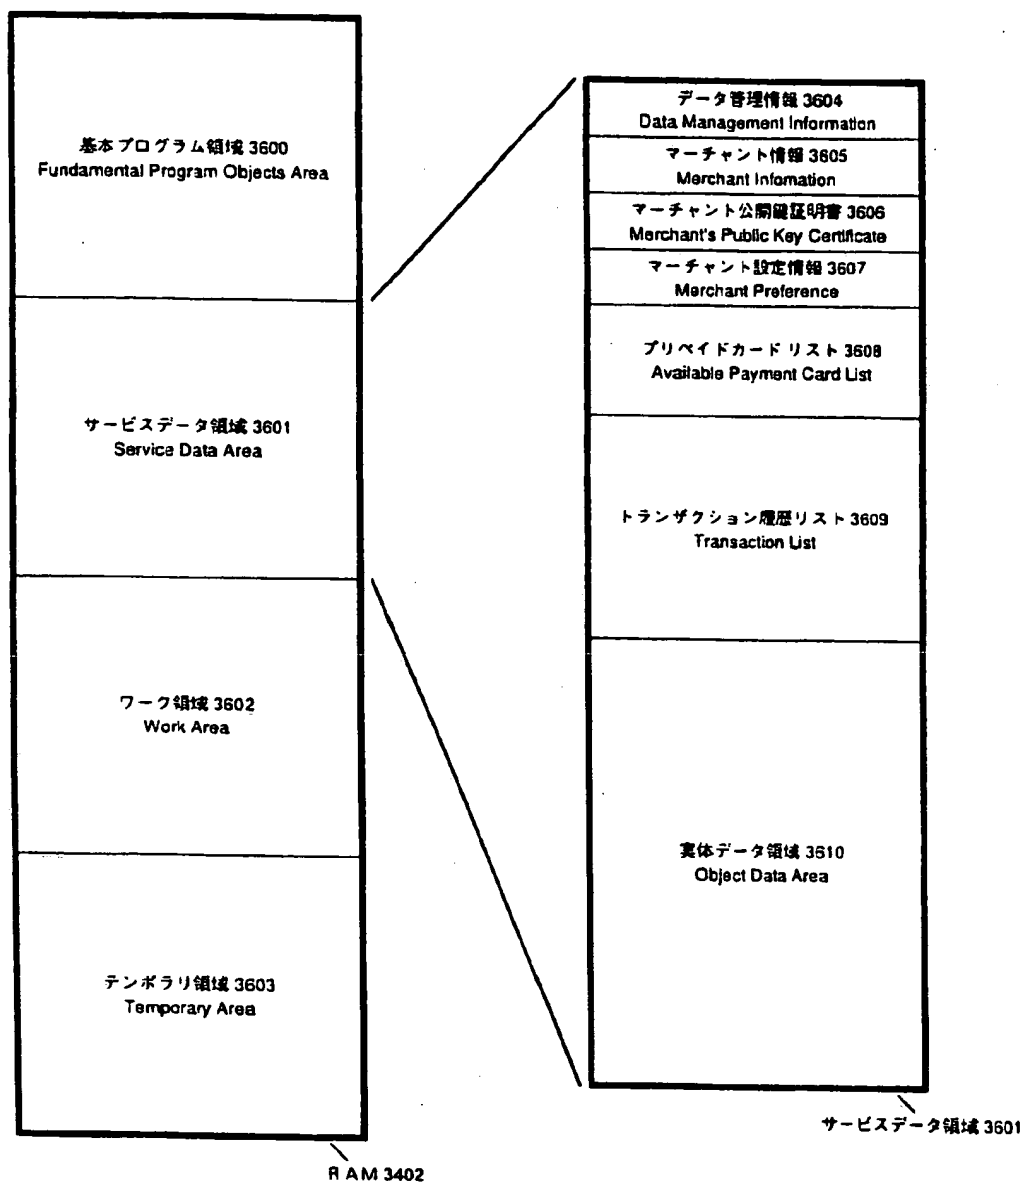 基本プログラム領域 3600
Fundamental Program Objects Area
サービスデータ領域 3601
Service Data Area
ワーク領域 3602
Work Area
テンポラリ領域 3603
Temporary Area
RAM 3402
データ管理情報 3604
Data Management Information
マーチャント情報 3605
Merchant Infomation
マーチャント公開鍵証明書 3606
Merchant's Public Key Certificate
マーチャント設定情報 3607
Merchant Preference
プリペイドカード リスト 3608
Available Payment Card List
トランザクション履歴リスト 3609
Transaction List
実体データ領域 3610
Object Data Area
サービスデータ領域 3601